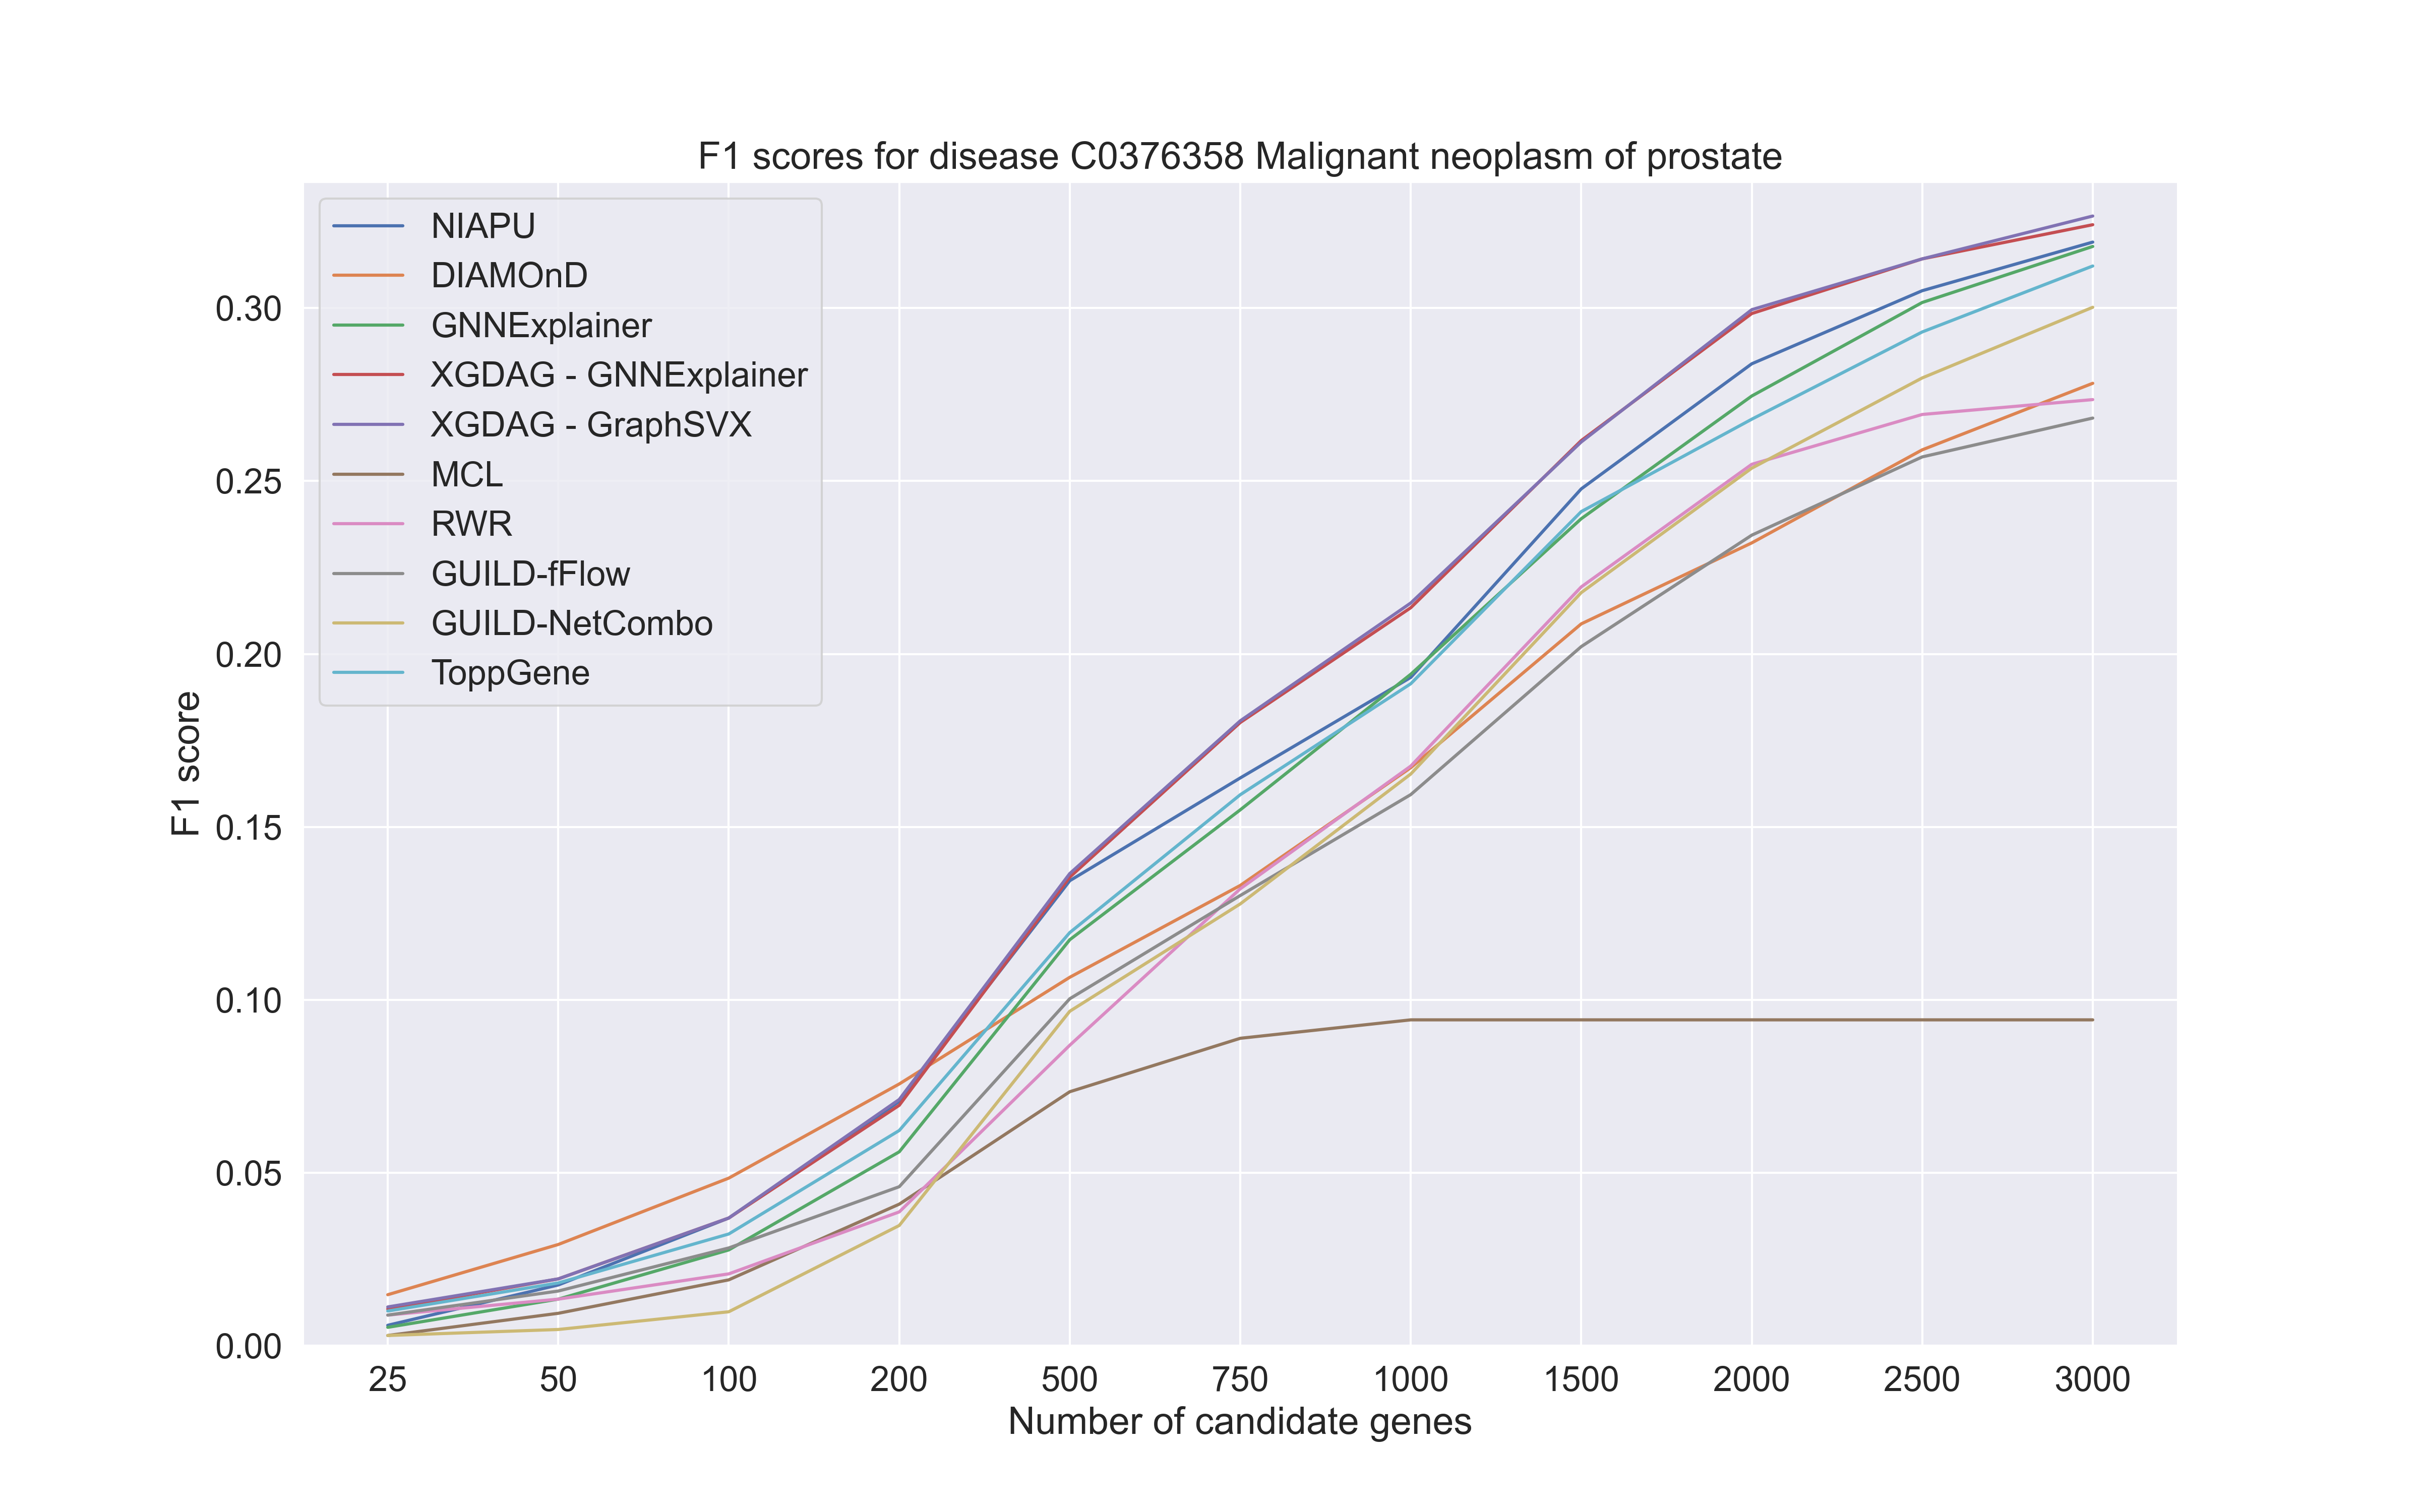 F1 scores for disease C0376358 Malignant neoplasm of prostate
NIAPU
DIAMOnD
GNNExplainer
XGDAG - GNNExplainer
XGDAG - GraphSVX
MCL
RWR
GUILD-fFlow
GUILD-NetCombo
ToppGene
F1 score
0.30
0.25
0.20
0.15
0.10
0.05
0.00
25 50 100 200 500 750 1000 1500 2000 2500 3000
Number of candidate genes